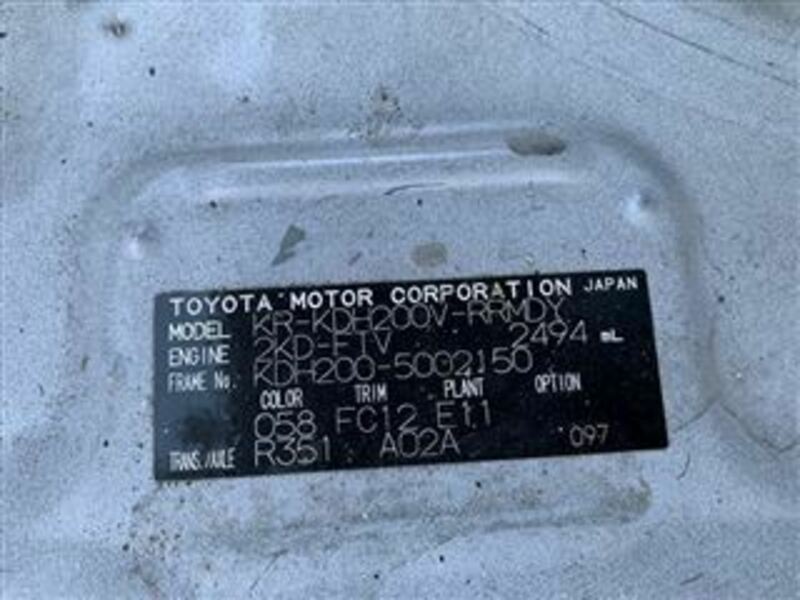 TOYOTA MOTOR CORPORATION JAPAN
MODEL KR-KDH200V-RRMDY
ENGINE 2KD-FTV 2494 mL
FRAME No. KDH200-5002150
COLOR TRIM PLANT OPTION
058 FC12 E11
TRANS./AXLE R351 A02A 097